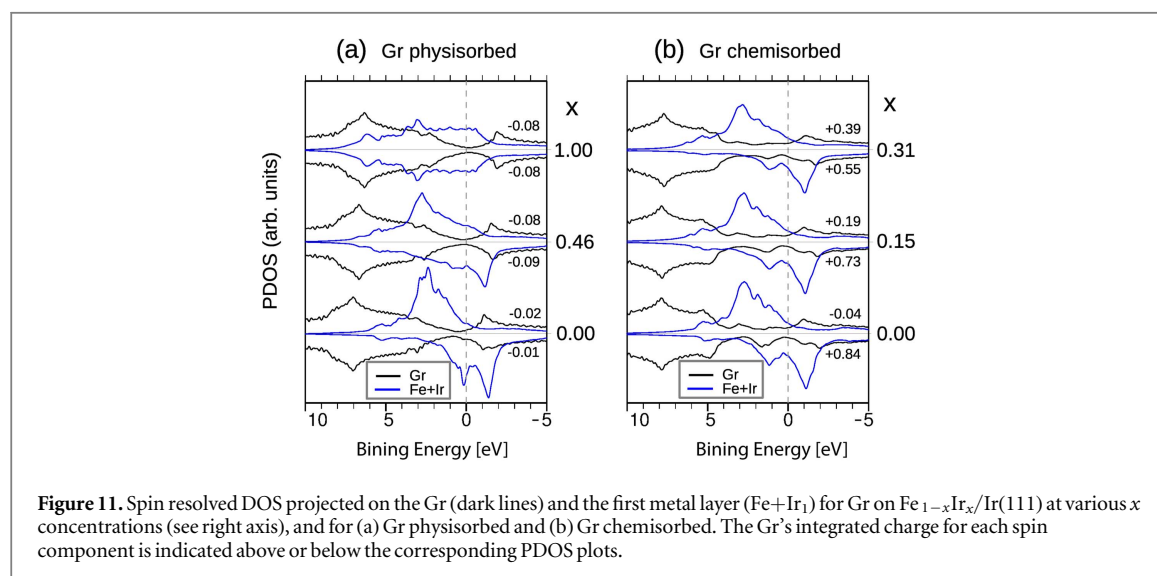 (a) Gr physisorbed
(b) Gr chemisorbed
PDOS (arb. units)
x
-0.08
1.00
-0.08
-0.08
0.46
-0.09
-0.02
0.00
-0.01
Gr
Fe+Ir
10 5 0 -5
Bining Energy [eV]
x
+0.39
0.31
+0.55
+0.19
0.15
+0.73
-0.04
0.00
+0.84
Gr
Fe+Ir
10 5 0 -5
Bining Energy [eV]
Figure 11. Spin resolved DOS projected on the Gr (dark lines) and the first metal layer (Fe+Ir₁) for Gr on Fe₁₋ₓIrₓ/Ir(111) at various x
concentrations (see right axis), and for (a) Gr physisorbed and (b) Gr chemisorbed. The Gr's integrated charge for each spin
component is indicated above or below the corresponding PDOS plots.